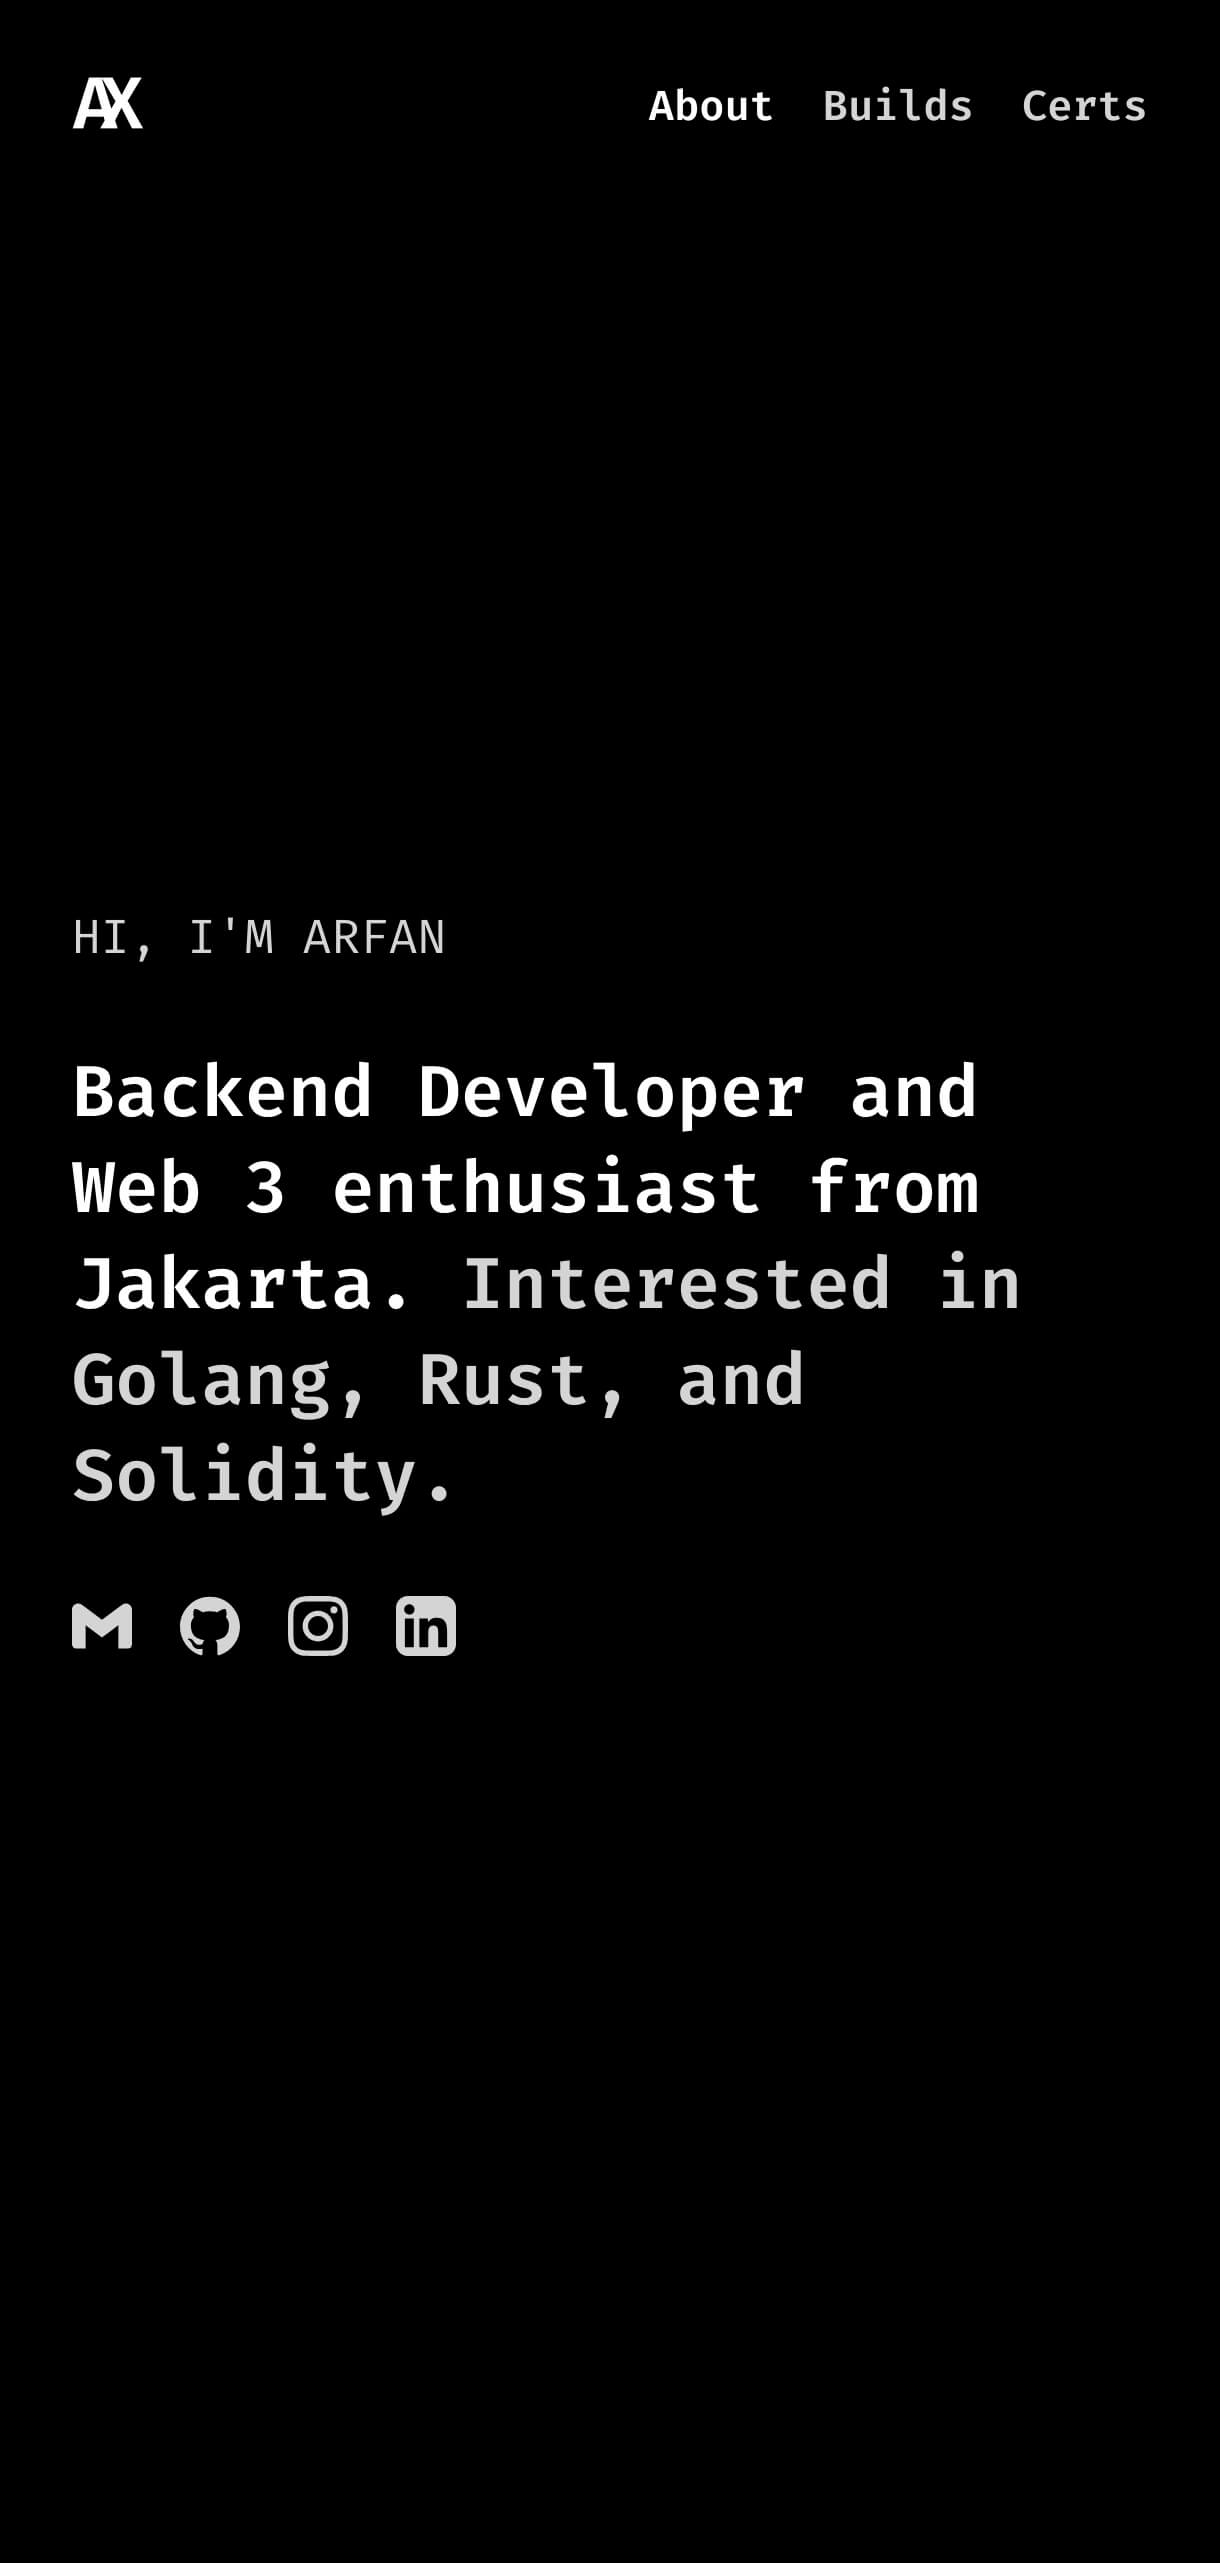 AX
About Builds Certs
HI, I'M ARFAN
Backend Developer and
Web 3 enthusiast from
Jakarta. Interested in
Golang, Rust, and
Solidity.